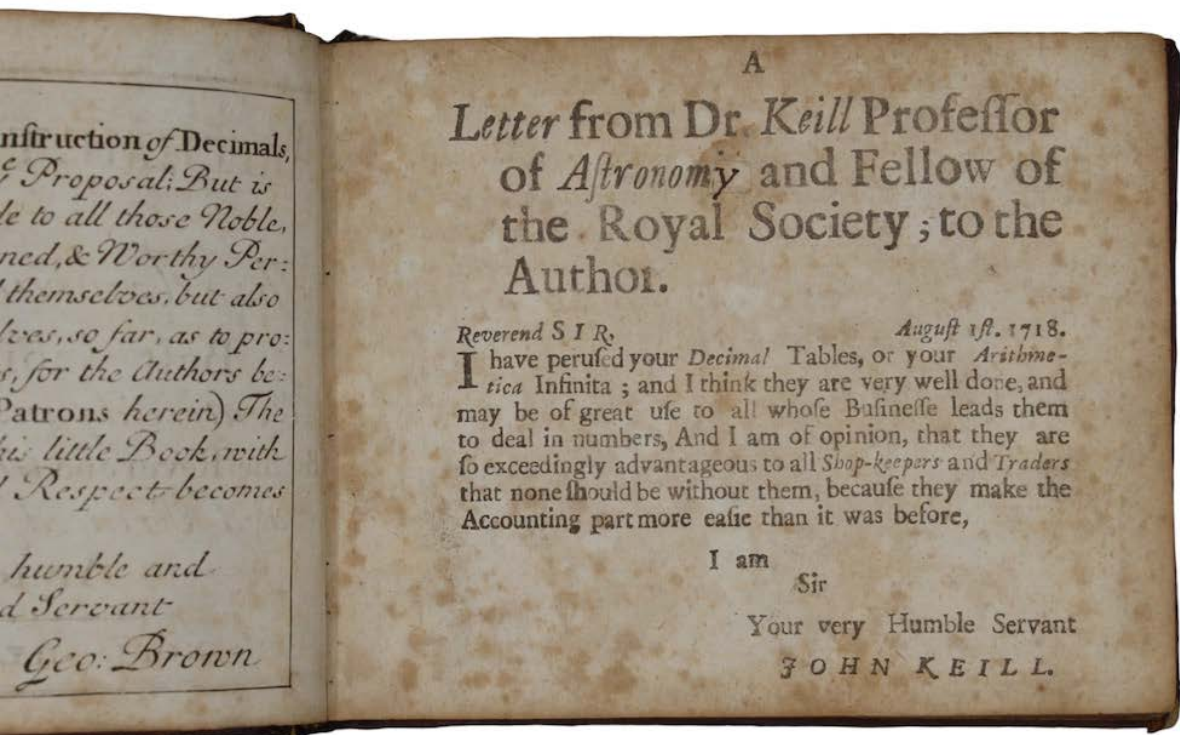 nstruction of Decimals,
Proposal: But is
le to all those Noble,
ned, & Worthy Per:
themselves, but also
lves, so far, as to pro:
s, for the Authors be:
Patrons herein) The
his little Book, with
Respect becomes
humble and
d Servant
Geo: Brown
A
Letter from Dr. Keill Profeſſor
of Aſtronomy and Fellow of
the Royal Society; to the
Author.
Reverend SIR, Auguſt 1ſt. 1718.
I have peruſed your Decimal Tables, or your Arithme-
tica Infinita; and I think they are very well done, and
may be of great uſe to all whoſe Buſineſſe leads them
to deal in numbers, And I am of opinion, that they are
ſo exceedingly advantageous to all Shop-keepers and Traders
that none ſhould be without them, becauſe they make the
Accounting part more eaſie than it was before,
I am
Sir
Your very Humble Servant
JOHN KEILL.